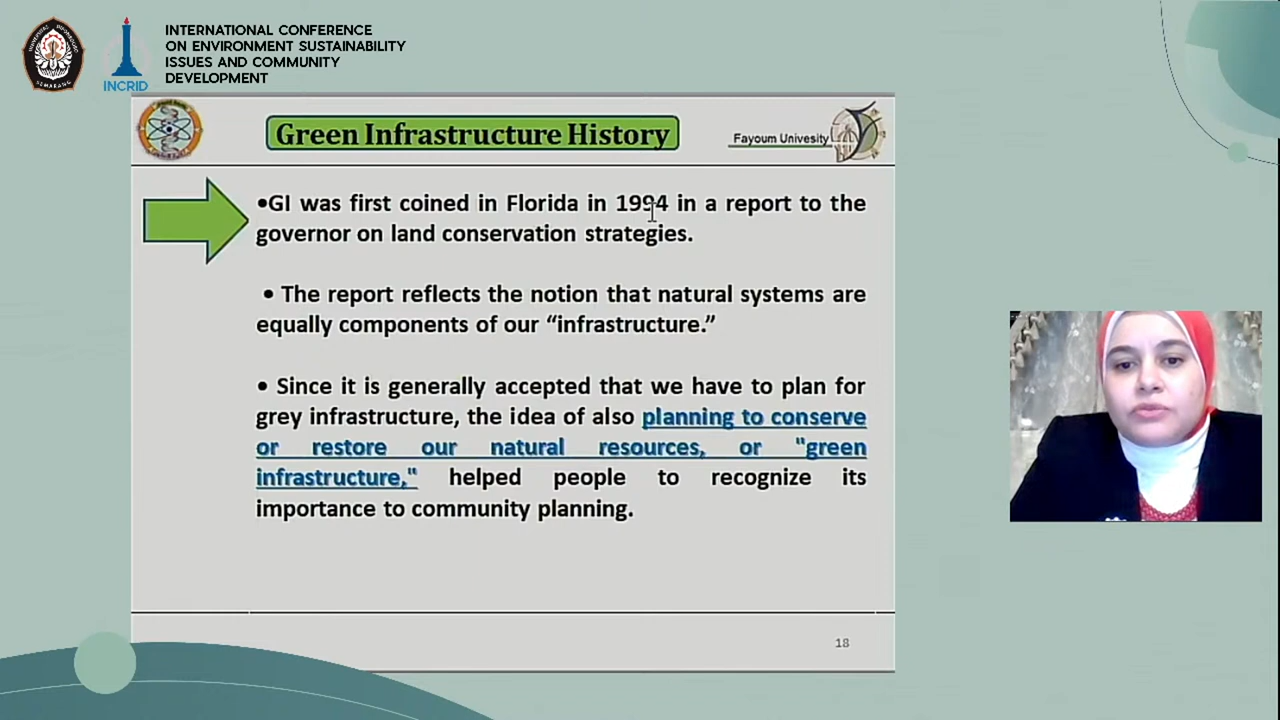 INTERNATIONAL CONFERENCE
ON ENVIRONMENT SUSTAINABILITY
ISSUES AND COMMUNITY
DEVELOPMENT
INCRID
SEMARANG
Green Infrastructure History
Fayoum Univesity
•GI was first coined in Florida in 1994 in a report to the
governor on land conservation strategies.
• The report reflects the notion that natural systems are
equally components of our “infrastructure.”
• Since it is generally accepted that we have to plan for
grey infrastructure, the idea of also planning to conserve
or restore our natural resources, or "green
infrastructure," helped people to recognize its
importance to community planning.
18